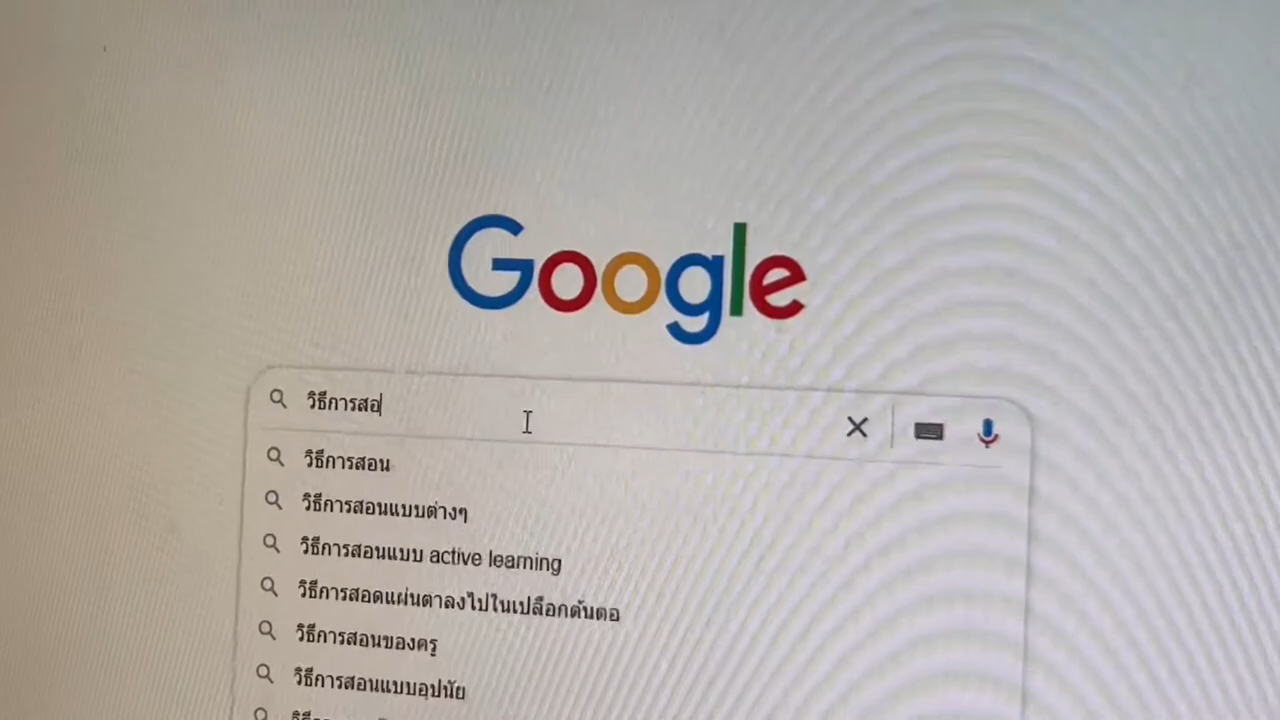 Google
วิธีการสอ
วิธีการสอน
วิธีการสอนแบบต่างๆ
วิธีการสอนแบบ active learning
วิธีการสอดแผ่นตาลงไปในเปลือกต้นตอ
วิธีการสอนของครู
วิธีการสอนแบบอุปนัย